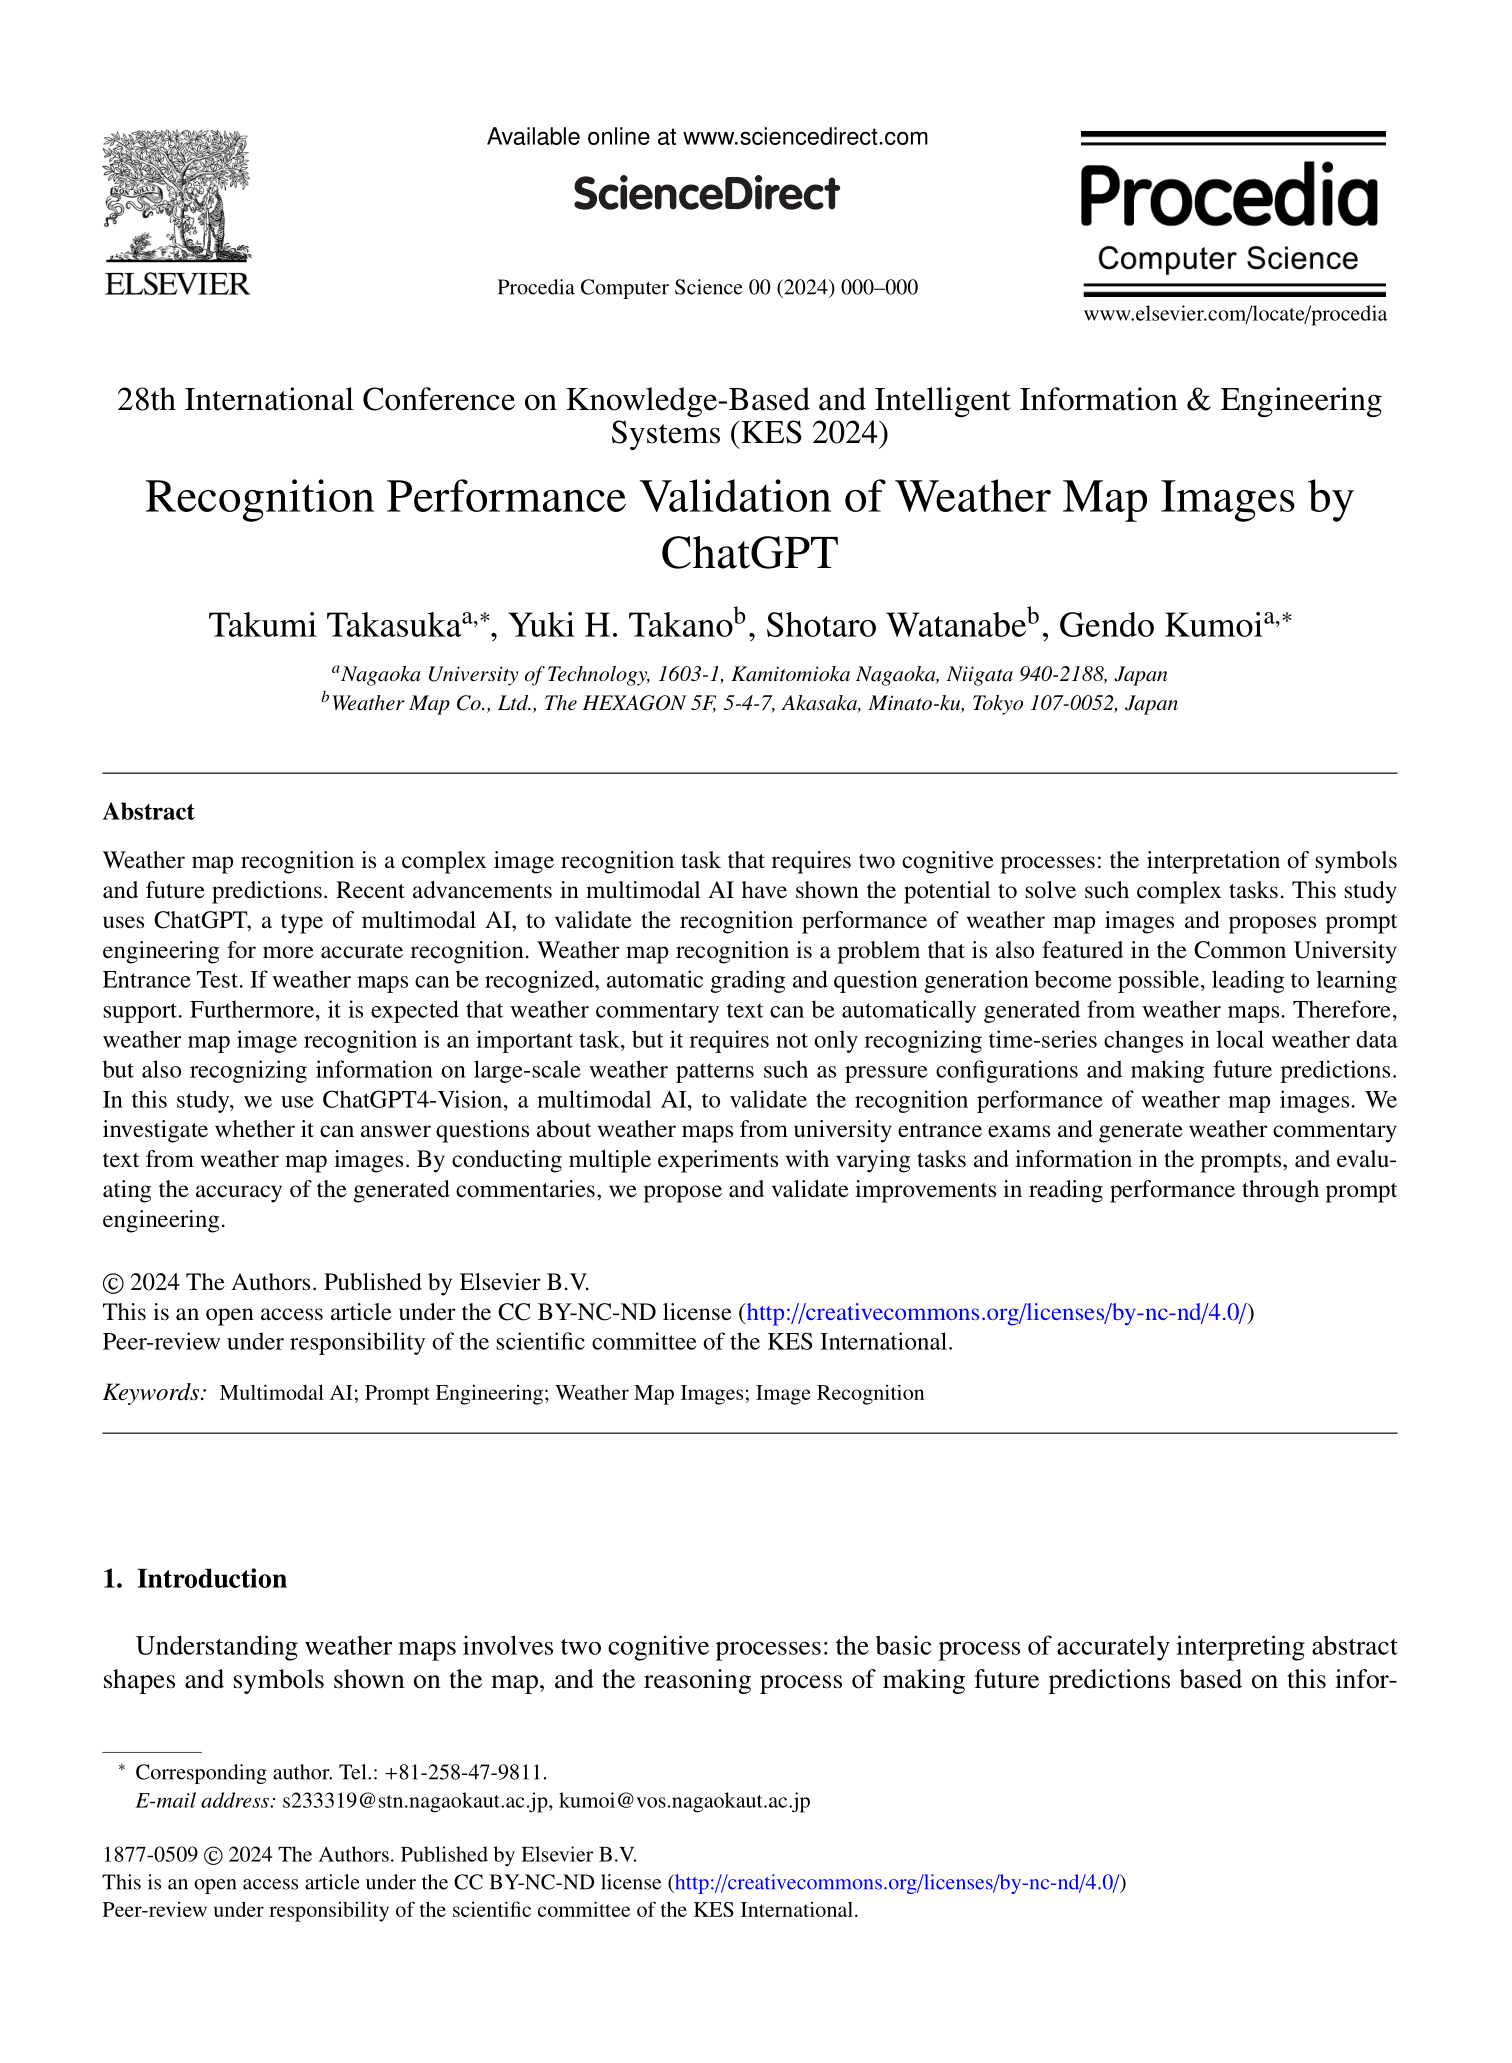 Available online at www.sciencedirect.com
ScienceDirect
Procedia Computer Science 00 (2024) 000–000
NON SOLUS
ELSEVIER
Procedia
Computer Science
www.elsevier.com/locate/procedia
28th International Conference on Knowledge-Based and Intelligent Information & Engineering
Systems (KES 2024)
Recognition Performance Validation of Weather Map Images by
ChatGPT
Takumi Takasukaa,∗, Yuki H. Takanob, Shotaro Watanabeb, Gendo Kumoia,∗
aNagaoka University of Technology, 1603-1, Kamitomioka Nagaoka, Niigata 940-2188, Japan
bWeather Map Co., Ltd., The HEXAGON 5F, 5-4-7, Akasaka, Minato-ku, Tokyo 107-0052, Japan
Abstract
Weather map recognition is a complex image recognition task that requires two cognitive processes: the interpretation of symbols
and future predictions. Recent advancements in multimodal AI have shown the potential to solve such complex tasks. This study
uses ChatGPT, a type of multimodal AI, to validate the recognition performance of weather map images and proposes prompt
engineering for more accurate recognition. Weather map recognition is a problem that is also featured in the Common University
Entrance Test. If weather maps can be recognized, automatic grading and question generation become possible, leading to learning
support. Furthermore, it is expected that weather commentary text can be automatically generated from weather maps. Therefore,
weather map image recognition is an important task, but it requires not only recognizing time-series changes in local weather data
but also recognizing information on large-scale weather patterns such as pressure configurations and making future predictions.
In this study, we use ChatGPT4-Vision, a multimodal AI, to validate the recognition performance of weather map images. We
investigate whether it can answer questions about weather maps from university entrance exams and generate weather commentary
text from weather map images. By conducting multiple experiments with varying tasks and information in the prompts, and evalu-
ating the accuracy of the generated commentaries, we propose and validate improvements in reading performance through prompt
engineering.
© 2024 The Authors. Published by Elsevier B.V.
This is an open access article under the CC BY-NC-ND license (http://creativecommons.org/licenses/by-nc-nd/4.0/)
Peer-review under responsibility of the scientific committee of the KES International.
Keywords: Multimodal AI; Prompt Engineering; Weather Map Images; Image Recognition
1. Introduction
Understanding weather maps involves two cognitive processes: the basic process of accurately interpreting abstract
shapes and symbols shown on the map, and the reasoning process of making future predictions based on this infor-
∗ Corresponding author. Tel.: +81-258-47-9811.
E-mail address: s233319@stn.nagaokaut.ac.jp, kumoi@vos.nagaokaut.ac.jp
1877-0509 © 2024 The Authors. Published by Elsevier B.V.
This is an open access article under the CC BY-NC-ND license (http://creativecommons.org/licenses/by-nc-nd/4.0/)
Peer-review under responsibility of the scientific committee of the KES International.